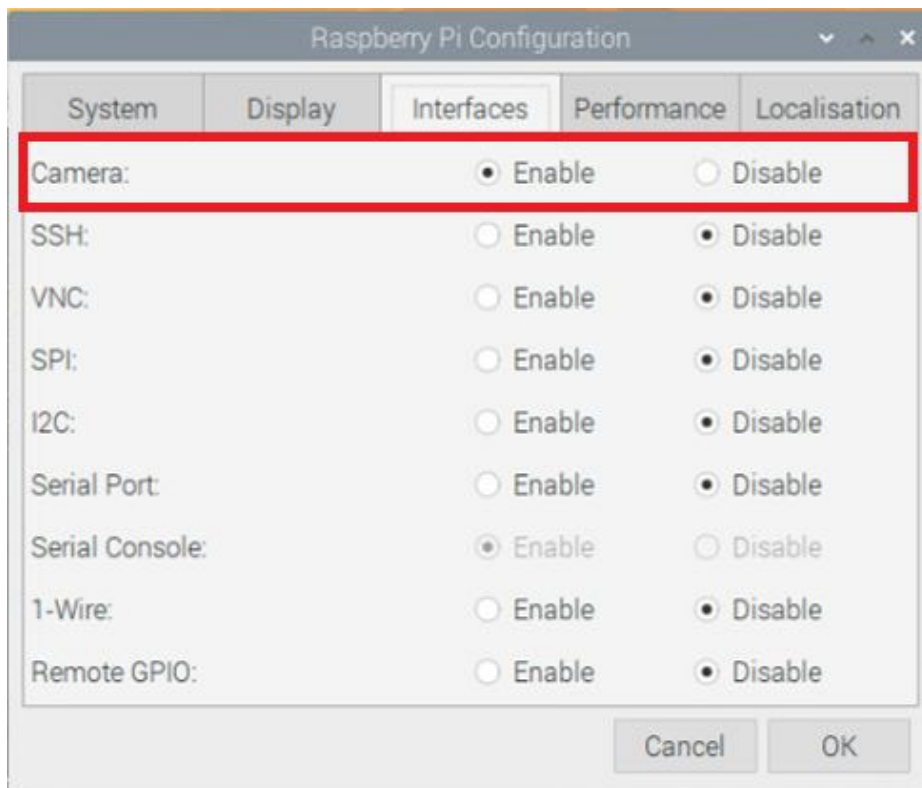 Raspberry Pi Configuration
System Display Interfaces Performance Localisation
Camera: Enable Disable
SSH: Enable Disable
VNC: Enable Disable
SPI: Enable Disable
I2C: Enable Disable
Serial Port: Enable Disable
Serial Console: Enable Disable
1-Wire: Enable Disable
Remote GPIO: Enable Disable
Cancel OK